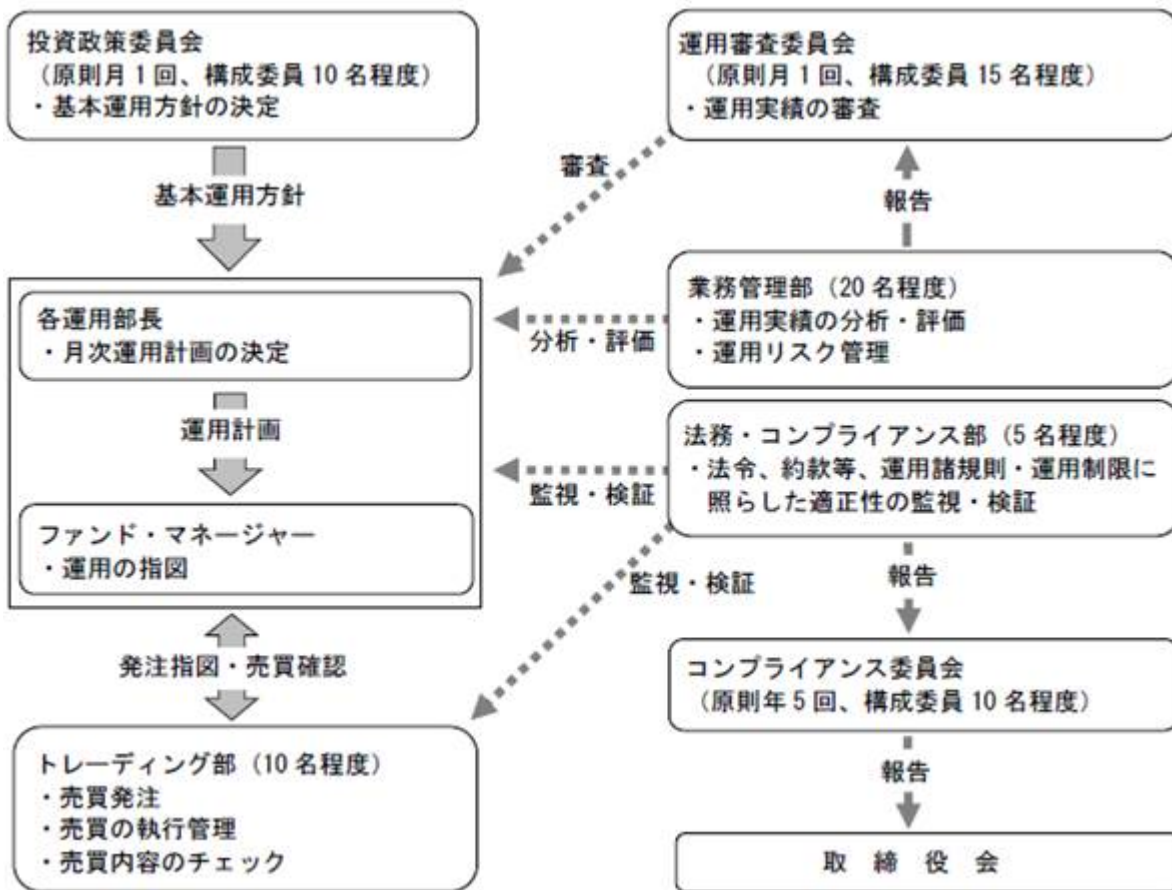 投資政策委員会
（原則月1回、構成委員10名程度）
・基本運用方針の決定
基本運用方針
各運用部長
・月次運用計画の決定
運用計画
ファンド・マネージャー
・運用の指図
発注指図・売買確認
トレーディング部（10名程度）
・売買発注
・売買の執行管理
・売買内容のチェック
運用審査委員会
（原則月1回、構成委員15名程度）
・運用実績の審査
審査
報告
業務管理部（20名程度）
・運用実績の分析・評価
・運用リスク管理
分析・評価
法務・コンプライアンス部（5名程度）
・法令、約款等、運用諸規則・運用制限に
照らした適正性の監視・検証
監視・検証
監視・検証
報告
コンプライアンス委員会
（原則年5回、構成委員10名程度）
報告
取締役会